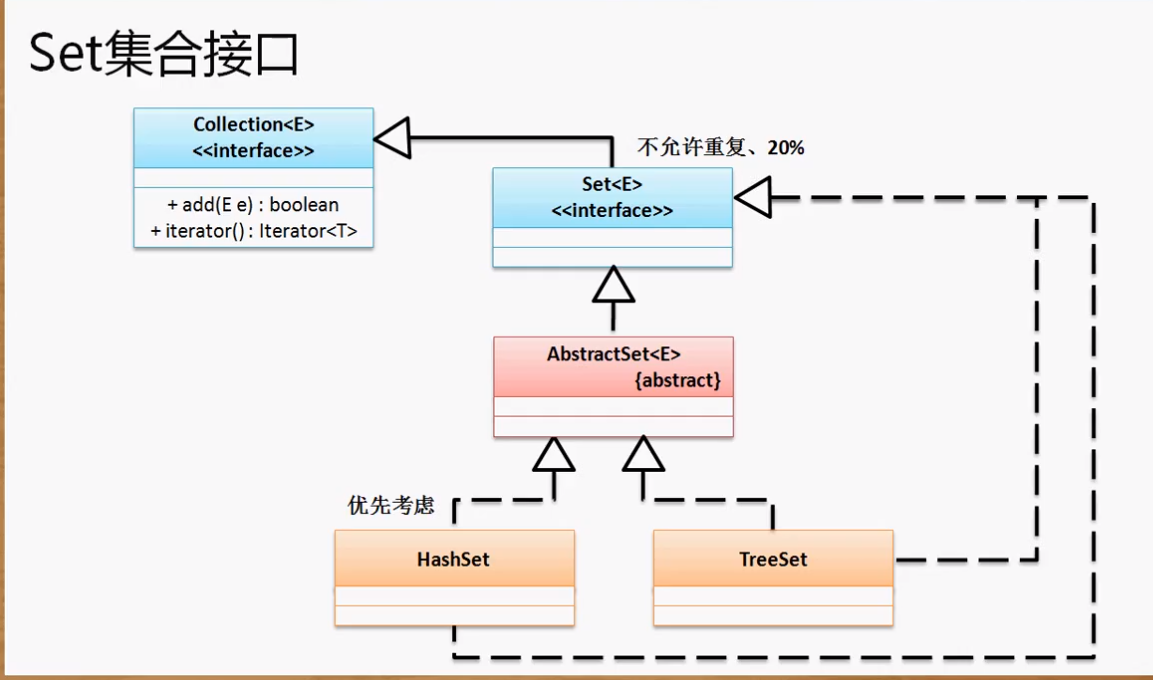 Set集合接口
Collection<E>
<<interface>>
+ add(E e) : boolean
+ iterator() : Iterator<T>
不允许重复、20%
Set<E>
<<interface>>
AbstractSet<E>
{abstract}
优先考虑
HashSet
TreeSet